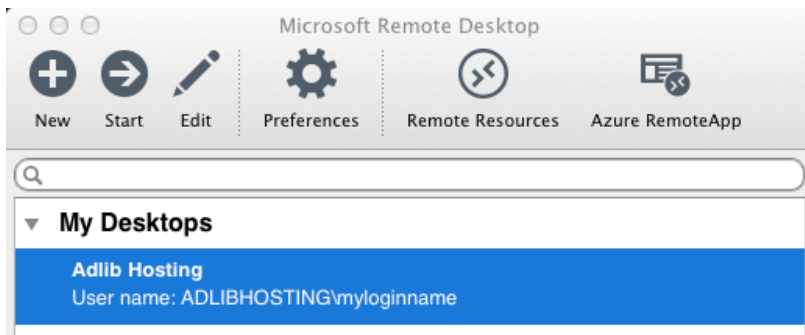 Microsoft Remote Desktop
New Start Edit Preferences Remote Resources Azure RemoteApp
My Desktops
Adlib Hosting
User name: ADLIBHOSTING\myloginname